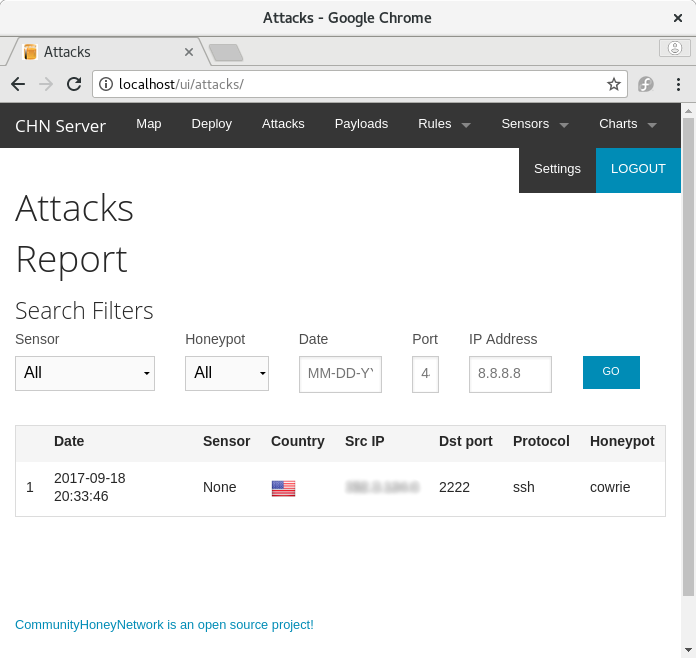 Attacks - Google Chrome
Attacks
localhost/ui/attacks/
CHN Server Map Deploy Attacks Payloads Rules Sensors Charts
Settings LOGOUT
Attacks
Report
Search Filters
Sensor Honeypot Date Port IP Address
All All MM-DD-YY 4 8.8.8.8 GO
Date Sensor Country Src IP Dst port Protocol Honeypot
1 2017-09-18 None 2222 ssh cowrie
20:33:46
CommunityHoneyNetwork is an open source project!